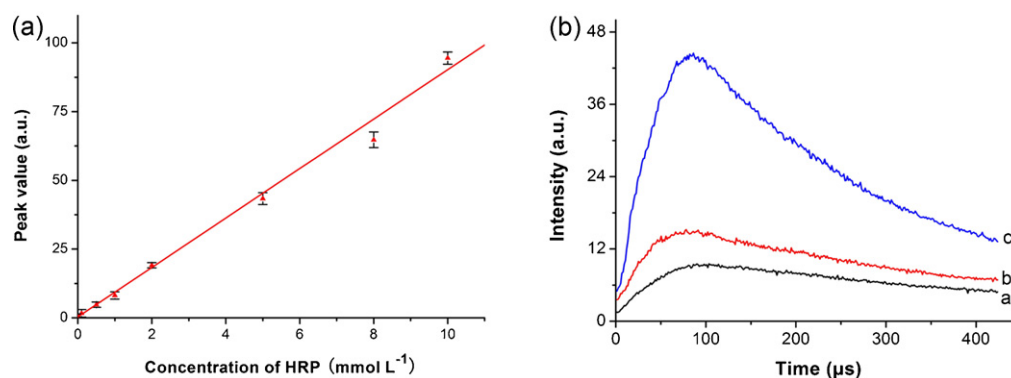 (a)
100
75
50
25
0
Peak value (a.u.)
0
2
4
6
8
10
Concentration of HRP (mmol L⁻¹)
(b)
48
36
24
12
0
Intensity (a.u.)
c
b
a
0
100
200
300
400
Time (μs)